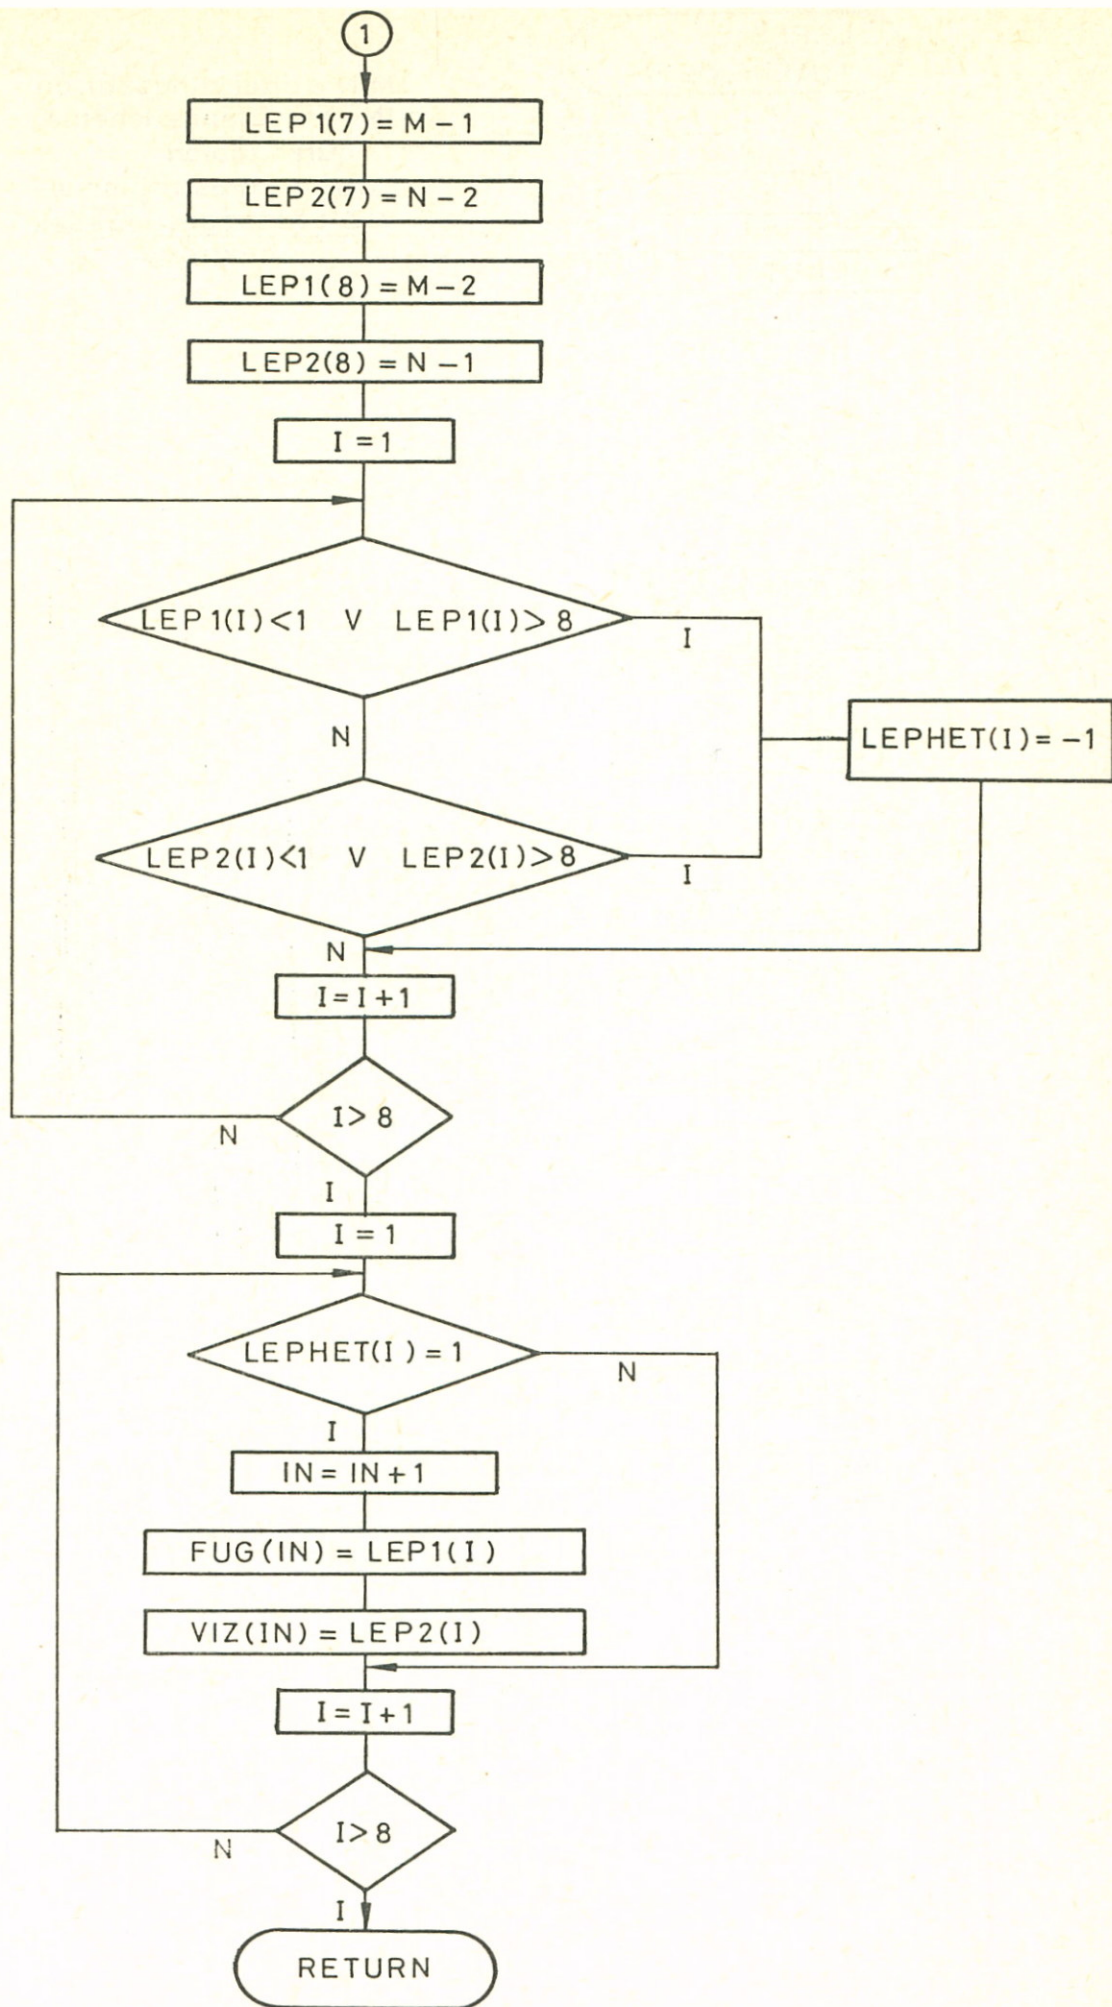 1
LEP1(7) = M - 1
LEP2(7) = N - 2
LEP1(8) = M - 2
LEP2(8) = N - 1
I = 1
LEP1(I)<1 V LEP1(I)> 8
I
N
LEPHET(I) = -1
LEP2(I)<1 V LEP2(I)> 8
I
N
I = I + 1
I> 8
N
I
I = 1
LEPHET(I) = 1
N
I
IN = IN + 1
FUG(IN) = LEP1(I)
VIZ(IN) = LEP2(I)
I = I + 1
I> 8
N
I
RETURN